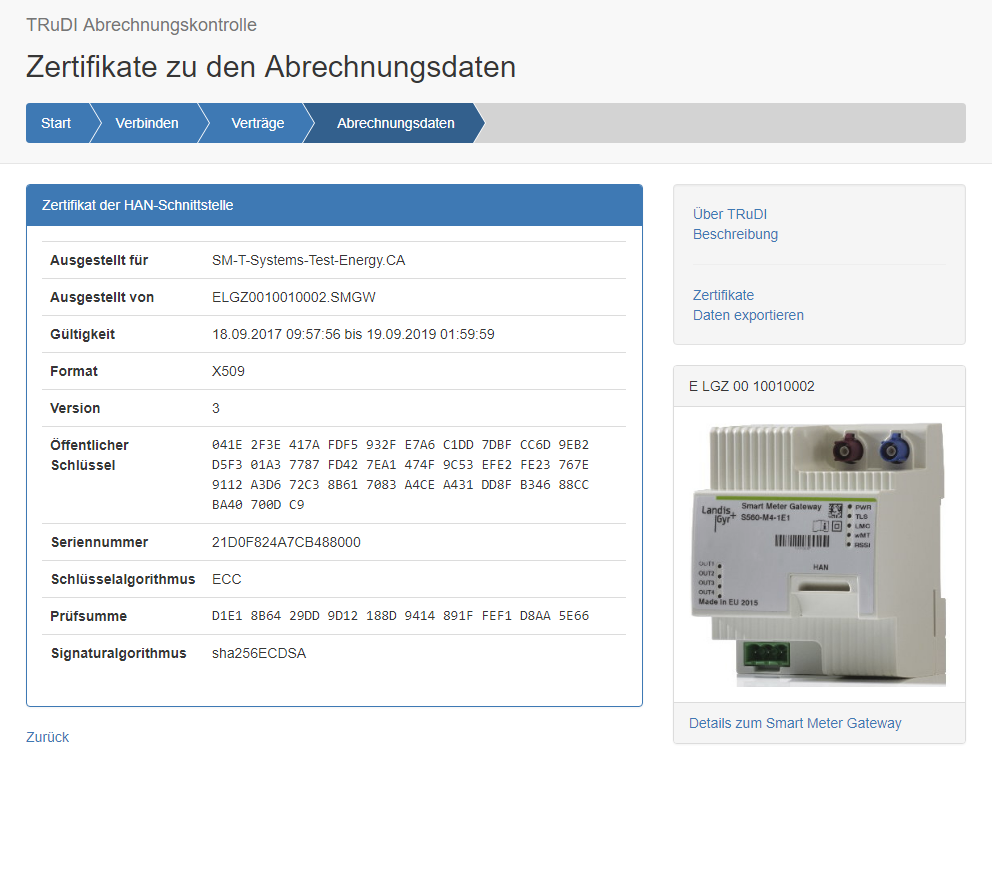 TRuDI Abrechnungskontrolle
Zertifikate zu den Abrechnungsdaten
Start
Verbinden
Verträge
Abrechnungsdaten
Zertifikat der HAN-Schnittstelle
Ausgestellt für SM-T-Systems-Test-Energy.CA
Ausgestellt von ELGZ0010010002.SMGW
Gültigkeit 18.09.2017 09:57:56 bis 19.09.2019 01:59:59
Format X509
Version 3
Öffentlicher 041E 2F3E 417A FDF5 932F E7A6 C1DD 7DBF CC6D 9EB2
Schlüssel D5F3 01A3 7787 FD42 7EA1 474F 9C53 EFE2 FE23 767E
9112 A3D6 72C3 8B61 7083 A4CE A431 DD8F B346 88CC
BA40 700D C9
Seriennummer 21D0F824A7CB488000
Schlüsselalgorithmus ECC
Prüfsumme D1E1 8B64 29DD 9D12 188D 9414 891F FEF1 D8AA 5E66
Signaturalgorithmus sha256ECDSA
Zurück
Über TRuDI
Beschreibung
Zertifikate
Daten exportieren
E LGZ 00 10010002
Landis+
Gyr
Smart Meter Gateway
S560-M4-1E1
PWR
TLS
LMC
wMT
RSSI
HAN
OUT1
OUT2
OUT3
OUT4
Made in EU 2015
Details zum Smart Meter Gateway